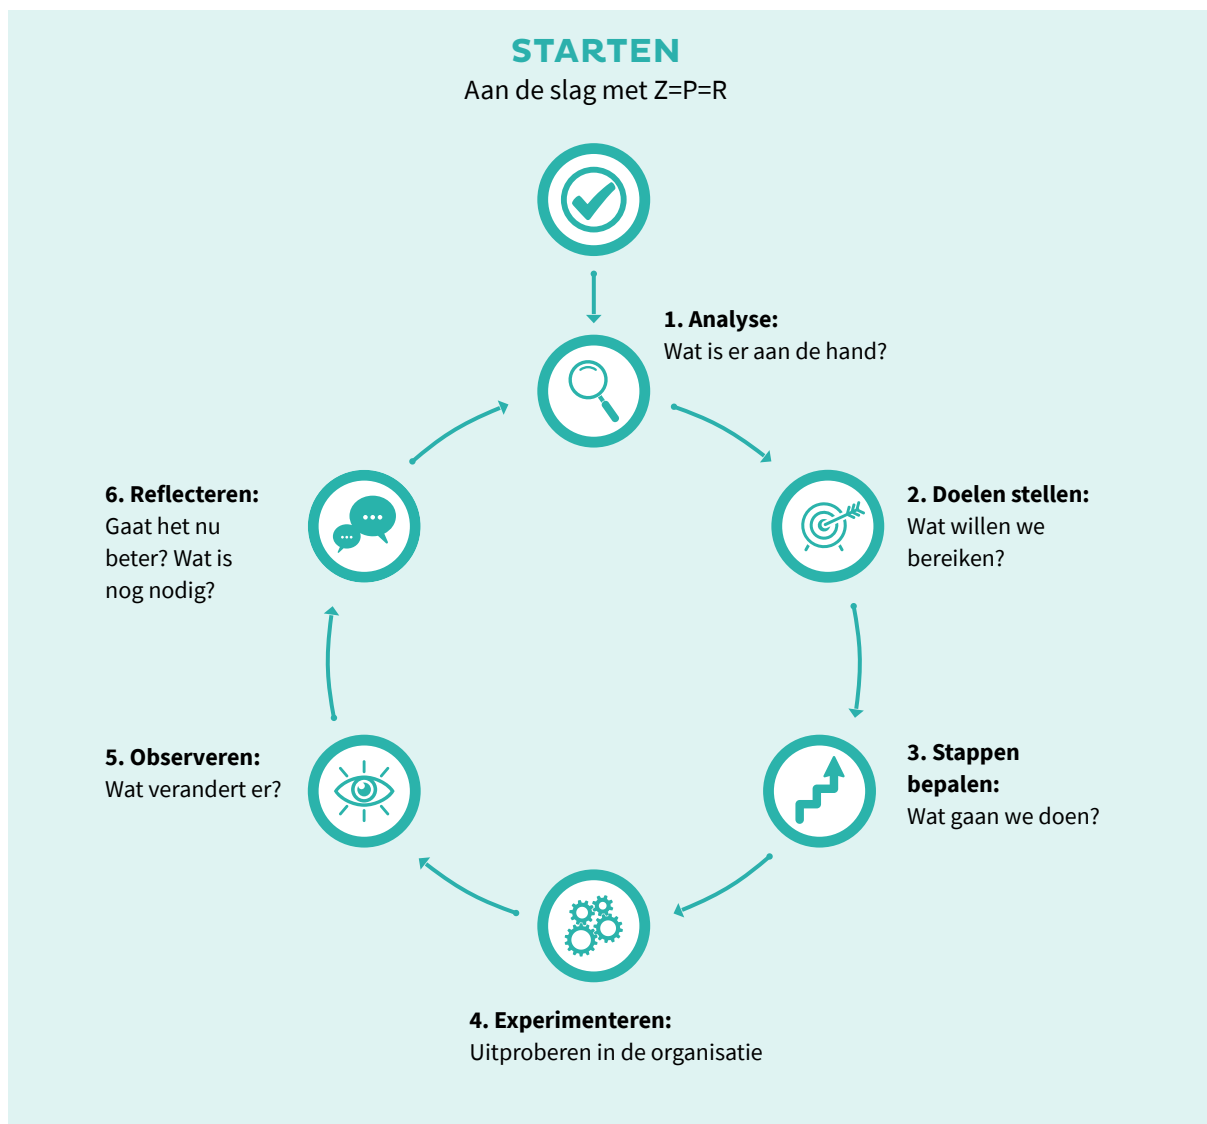 STARTEN
Aan de slag met Z=P=R
1. Analyse:
Wat is er aan de hand?
2. Doelen stellen:
Wat willen we
bereiken?
3. Stappen
bepalen:
Wat gaan we doen?
4. Experimenteren:
Uitproberen in de organisatie
5. Observeren:
Wat verandert er?
6. Reflecteren:
Gaat het nu
beter? Wat is
nog nodig?